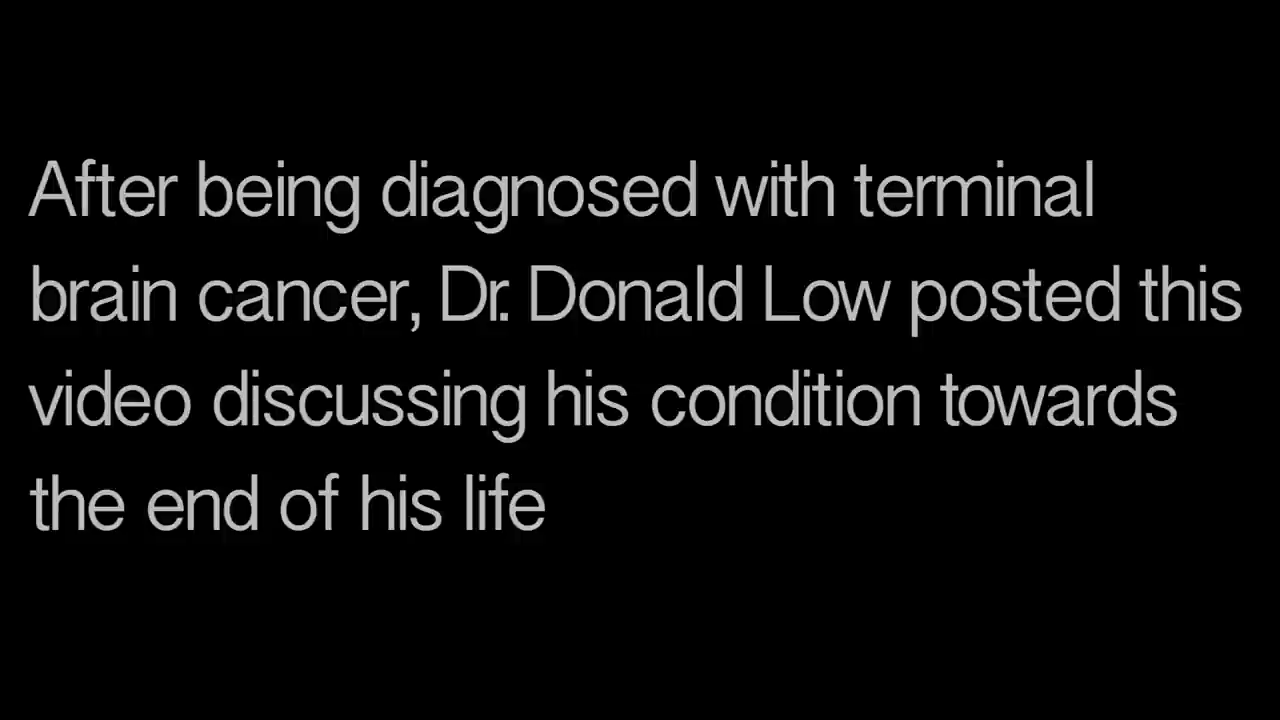 After being diagnosed with terminal
brain cancer, Dr. Donald Low posted this
video discussing his condition towards
the end of his life